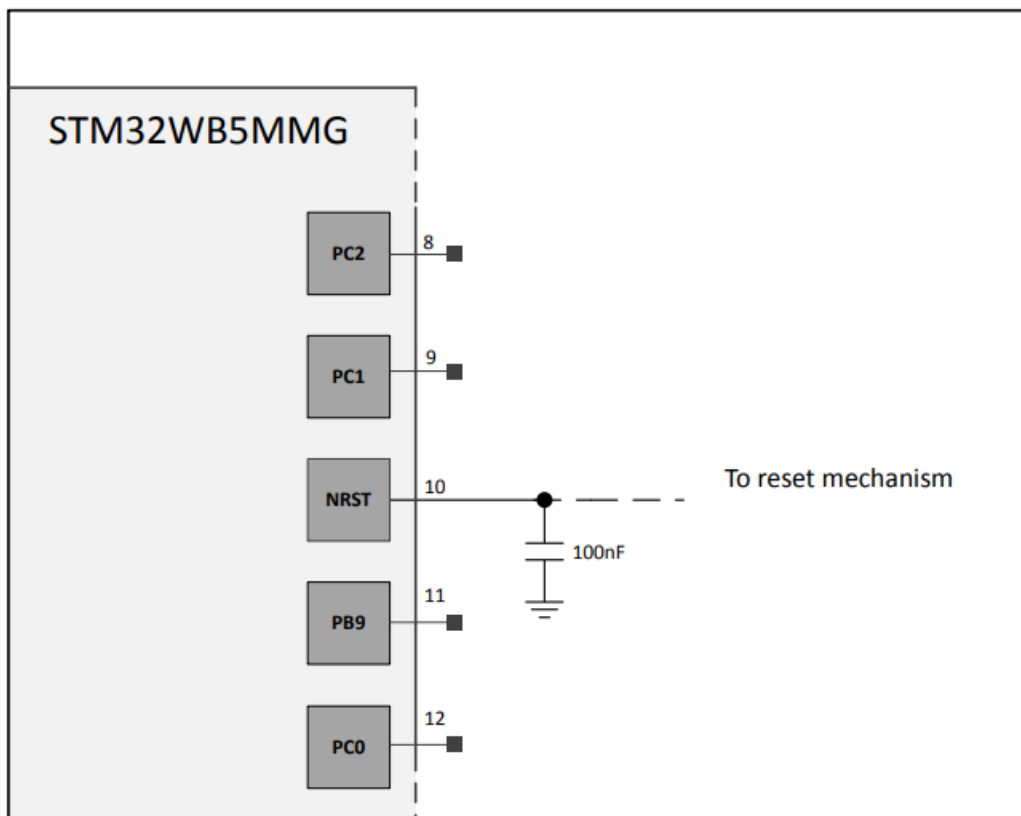 STM32WB5MMG
PC2
8
PC1
9
NRST
10
To reset mechanism
100nF
PB9
11
PC0
12